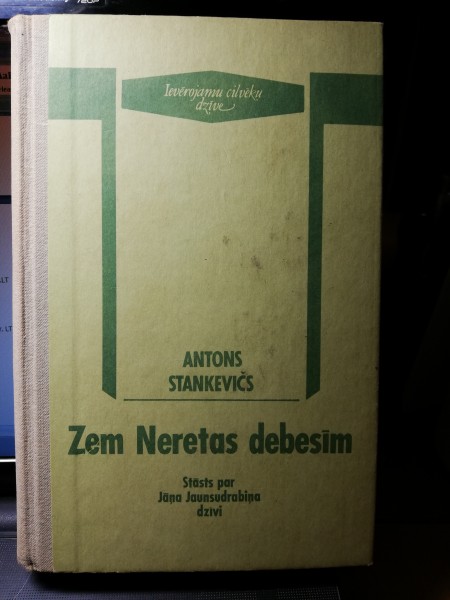 Ievērojamu cilvēku
dzīve
ANTONS
STANKEVIČS
Zem Neretas debesīm
Stāsts par
Jāņa Jaunsudrabiņa
dzīvi